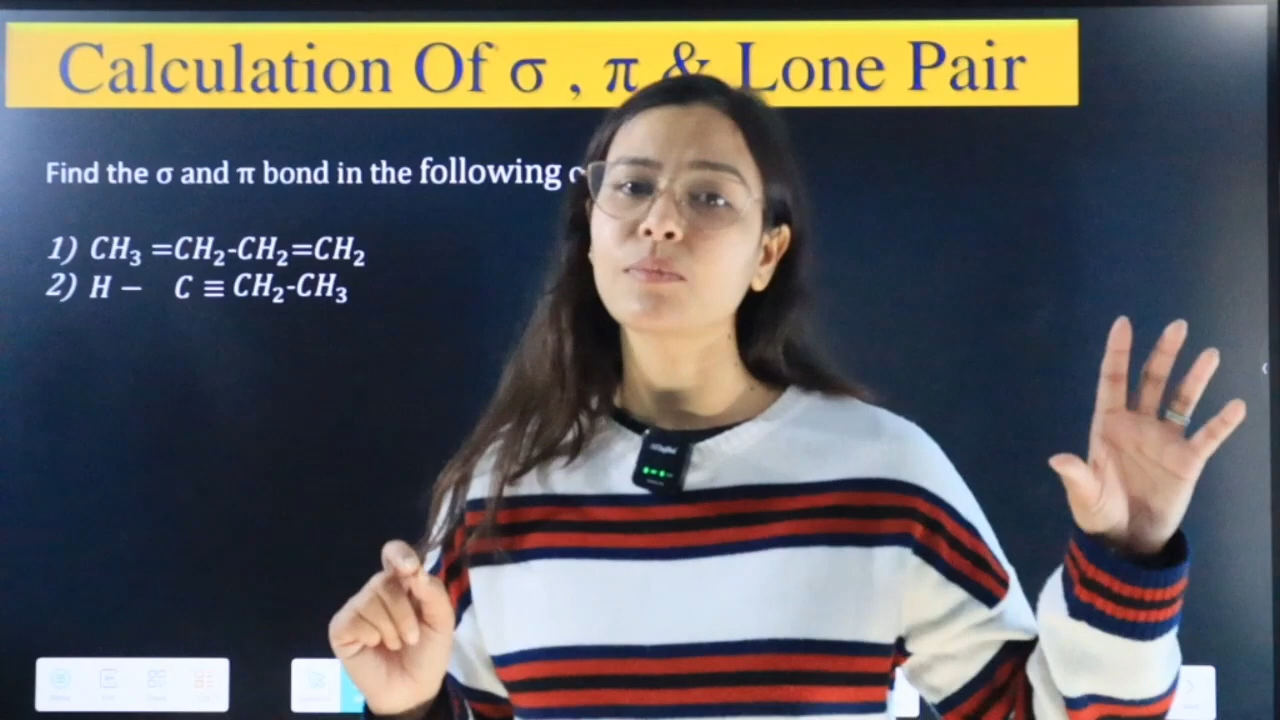 Calculation Of σ , π & Lone Pair
Find the σ and π bond in the following
1) CH₃ =CH₂-CH₂=CH₂
2) H – C ≡ CH₂-CH₃